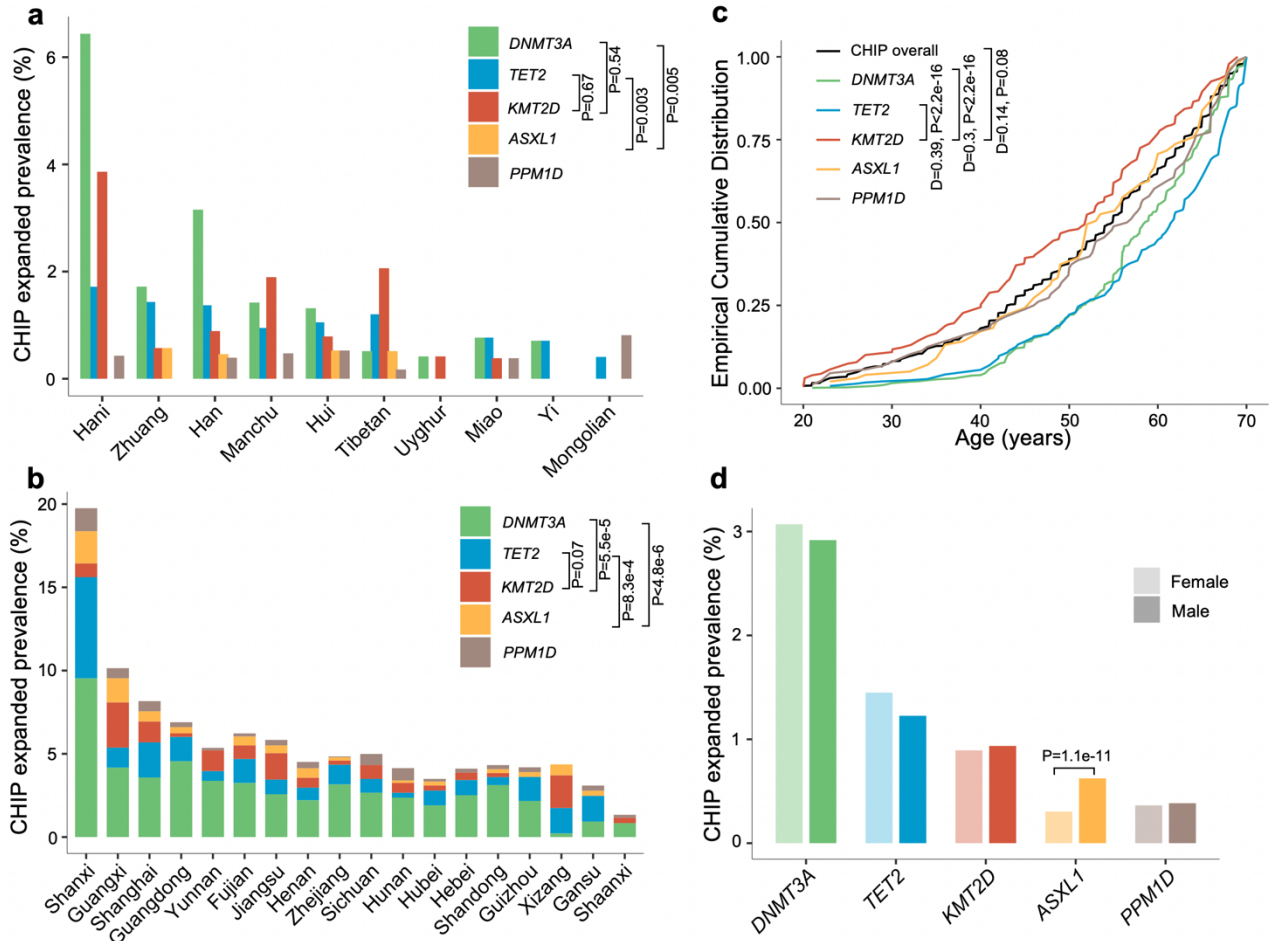 a
CHIP expanded prevalence (%)
6
4
2
0
DNMT3A
TET2
KMT2D
ASXL1
PPM1D
P=0.67
P=0.54
P=0.003
P=0.005
Hani
Zhuang
Han
Manchu
Hui
Tibetan
Uyghur
Miao
Yi
Mongolian
b
CHIP expanded prevalence (%)
20
15
10
5
0
DNMT3A
TET2
KMT2D
ASXL1
PPM1D
P=0.07
P=5.5e-5
P=8.3e-4
P<4.8e-6
Shanxi
Guangxi
Shanghai
Guangdong
Yunnan
Fujian
Jiangsu
Henan
Zhejiang
Sichuan
Hunan
Hubei
Hebei
Shandong
Guizhou
Xizang
Gansu
Shaanxi
c
Empirical Cumulative Distribution
1.00
0.75
0.50
0.25
0.00
CHIP overall
DNMT3A
TET2
KMT2D
ASXL1
PPM1D
D=0.39, P<2.2e-16
D=0.3, P<2.2e-16
D=0.14, P=0.08
20
30
40
50
60
70
Age (years)
d
CHIP expanded prevalence (%)
3
2
1
0
Female
Male
P=1.1e-11
DNMT3A
TET2
KMT2D
ASXL1
PPM1D